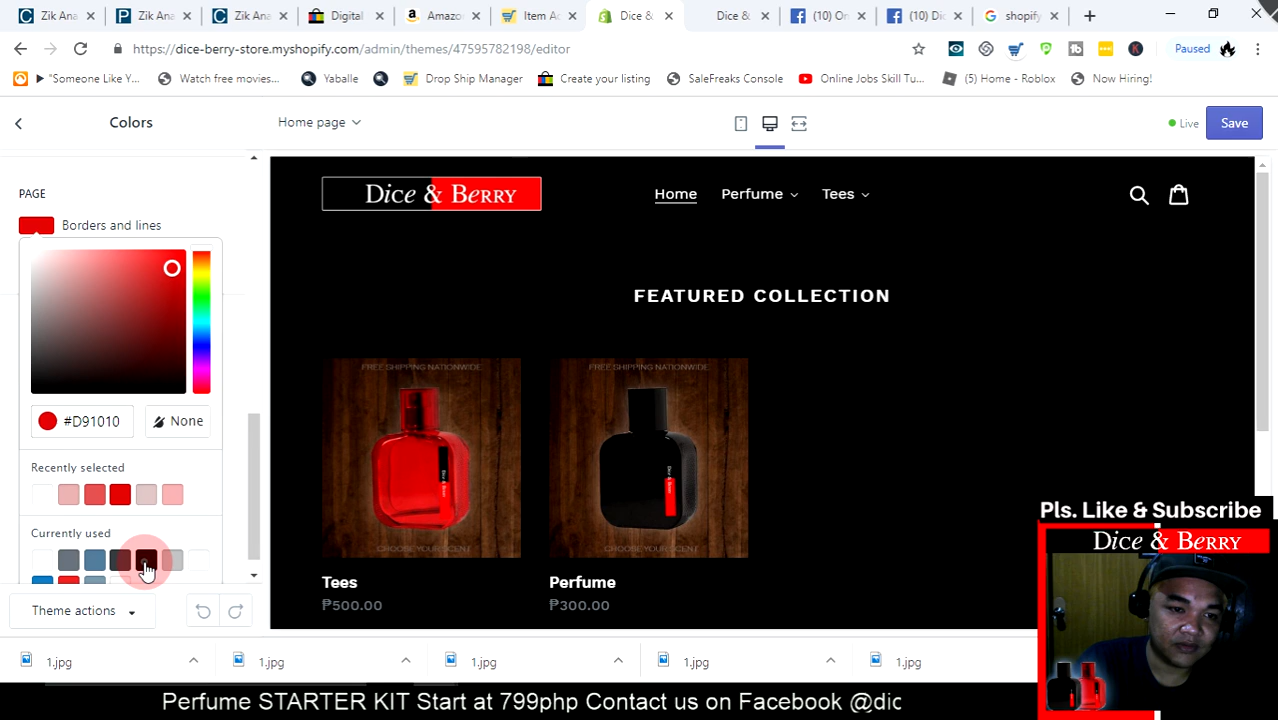 Zik Ana
Zik Ana
Zik Ana
Digital
Amazo
Item Ac
Dice &
Dice &
(10) On
(10) Dic
shopify
https://dice-berry-store.myshopify.com/admin/themes/47595782198/editor
Paused
"Someone Like Y...
Watch free movies...
Yaballe
Drop Ship Manager
Create your listing
SaleFreaks Console
Online Jobs Skill Tu...
(5) Home - Roblox
Now Hiring!
Colors
Home page
Live
Save
PAGE
Borders and lines
#D91010
None
Recently selected
Currently used
Theme actions
Dice & Berry
Home
Perfume
Tees
FEATURED COLLECTION
FREE SHIPPING NATIONWIDE
FREE SHIPPING NATIONWIDE
Dice & Berry
Dice & Berry
CHOOSE YOUR SCENT
CHOOSE YOUR SCENT
Tees
Perfume
₱500.00
₱300.00
Pls. Like & Subscribe
Dice & Berry
1.jpg
1.jpg
1.jpg
1.jpg
1.jpg
Perfume STARTER KIT Start at 799php Contact us on Facebook @dic